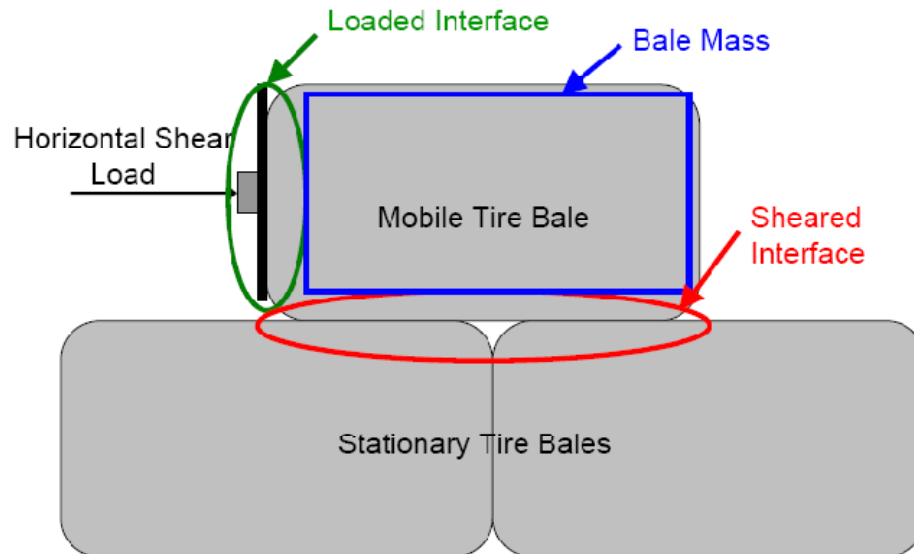 Loaded Interface
Bale Mass
Horizontal Shear
Load
Mobile Tire Bale
Sheared
Interface
Stationary Tire Bales